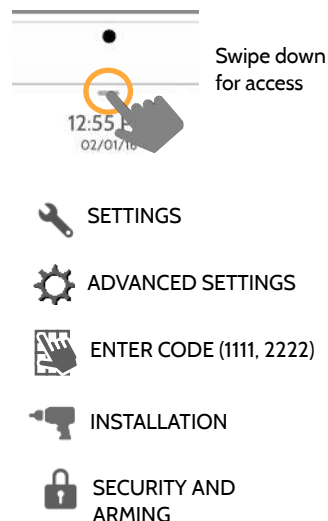 Swipe down
for access
12:55
02/01/16
SETTINGS
ADVANCED SETTINGS
ENTER CODE (1111, 2222)
INSTALLATION
SECURITY AND
ARMING